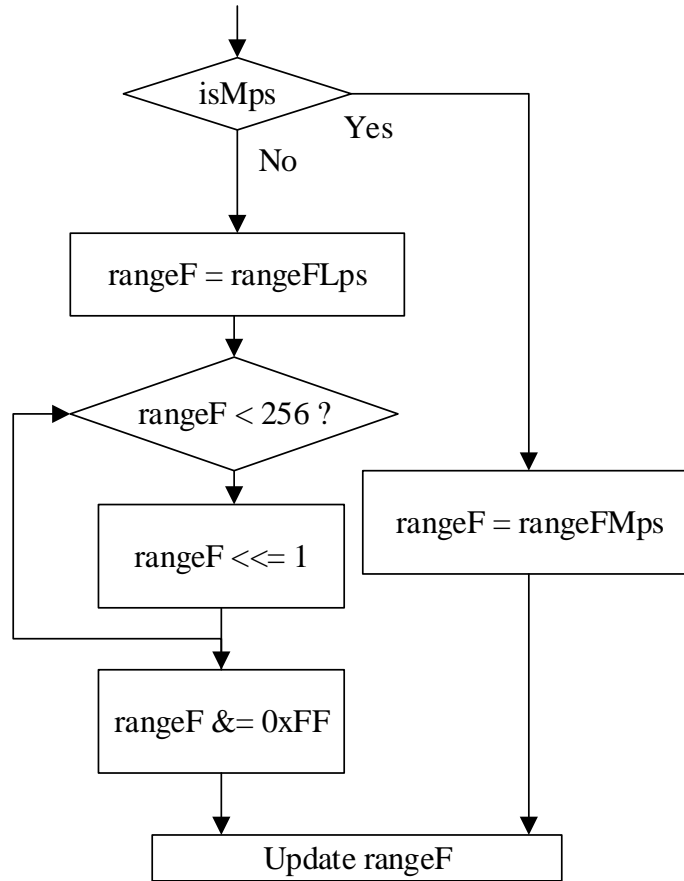 isMps
Yes
No
rangeF = rangeFLps
rangeF < 256 ?
rangeF = rangeFMps
rangeF <<= 1
rangeF &= 0xFF
Update rangeF